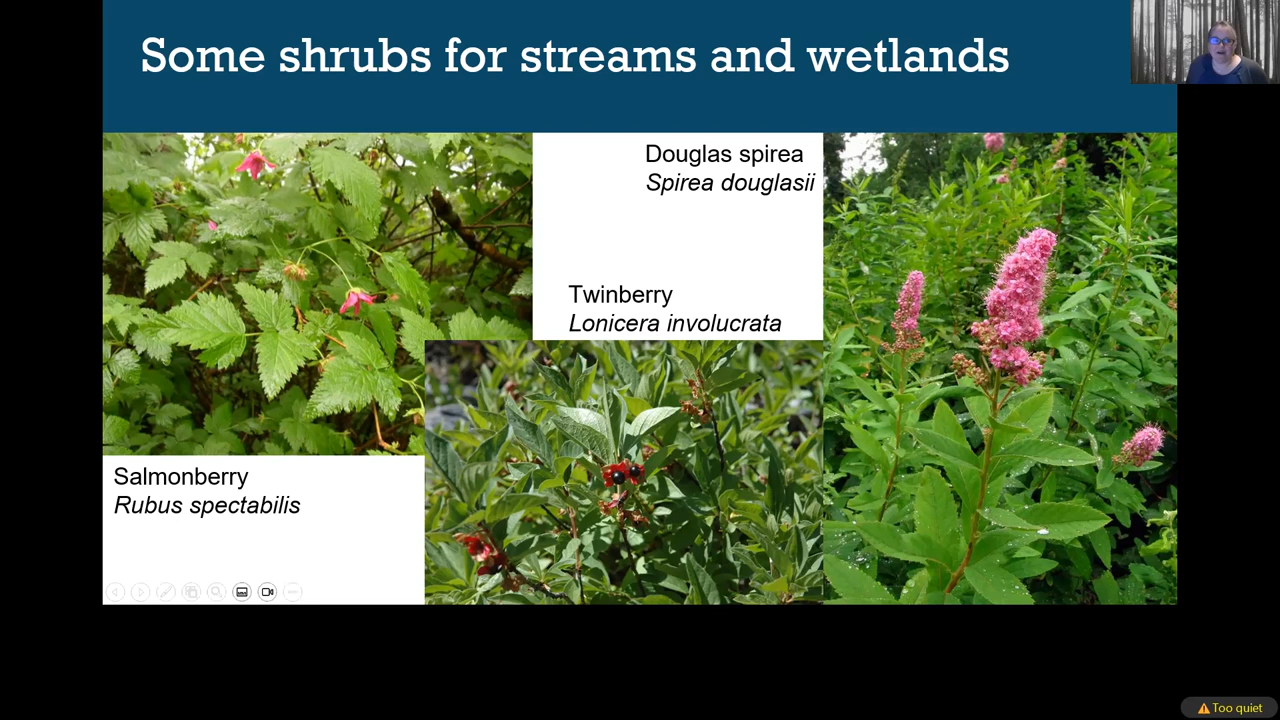 Some shrubs for streams and wetlands
Douglas spirea
Spirea douglasii
Twinberry
Lonicera involucrata
Salmonberry
Rubus spectabilis
Too quiet